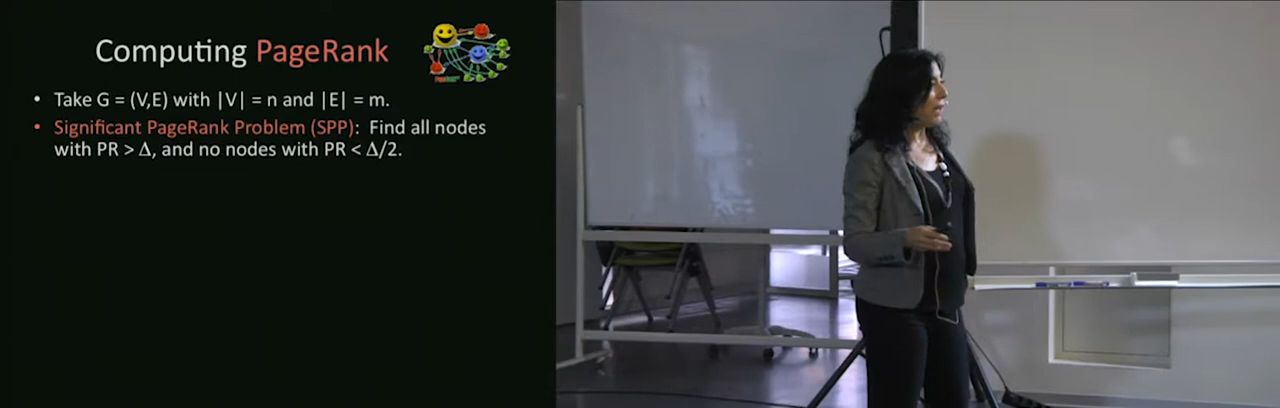 Computing PageRank
• Take G = (V,E) with |V| = n and |E| = m.
• Significant PageRank Problem (SPP): Find all nodes
with PR > Δ, and no nodes with PR < Δ/2.